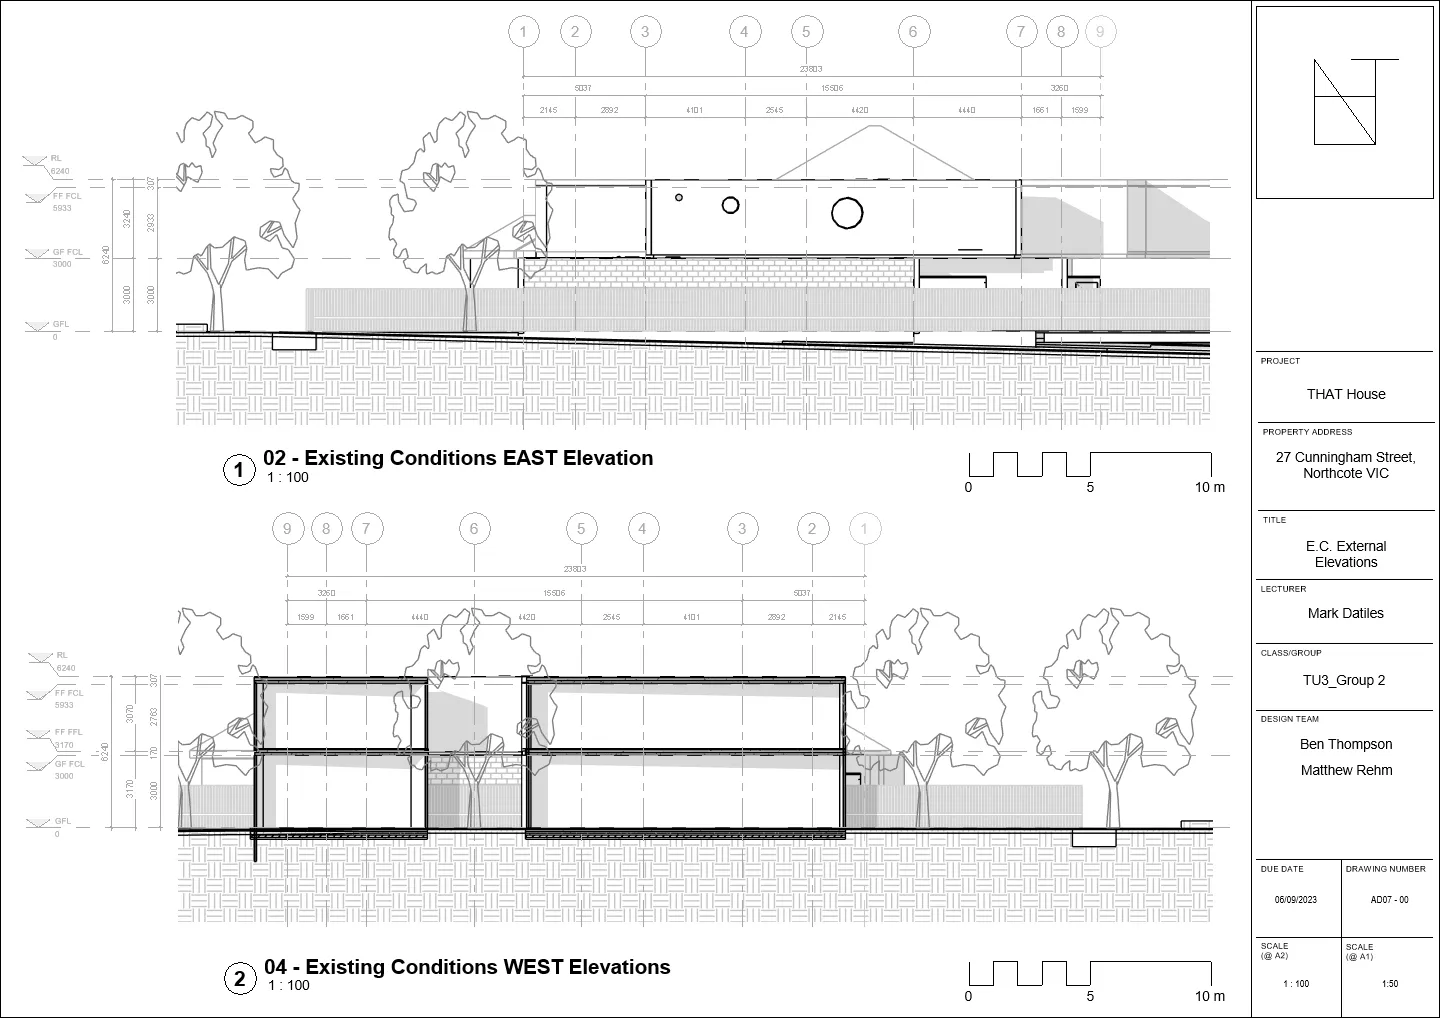 1 2 3 4 5 6 7 8 9
23803
5037 15506 3260
2145 2892 4101 2545 4420 4440 1661 1599
RL
6240
FF FCL
5933
GF FCL
3000
GFL
0
6240
3240 3000
307 2933 3000
1 02 - Existing Conditions EAST Elevation
1 : 100
0 5 10 m
9 8 7 6 5 4 3 2 1
23803
3260 15506 5037
1599 1661 4440 4420 2545 4101 2892 2145
RL
6240
FF FCL
5933
FF FFL
3170
GF FCL
3000
GFL
0
6240
3070 3170
307 2763 170 3000
2 04 - Existing Conditions WEST Elevations
1 : 100
0 5 10 m
PROJECT
THAT House
PROPERTY ADDRESS
27 Cunningham Street,
Northcote VIC
TITLE
E.C. External
Elevations
LECTURER
Mark Datiles
CLASS/GROUP
TU3_Group 2
DESIGN TEAM
Ben Thompson
Matthew Rehm
DUE DATE
06/09/2023
DRAWING NUMBER
AD07 - 00
SCALE
(@ A2)
1 : 100
SCALE
(@ A1)
1:50